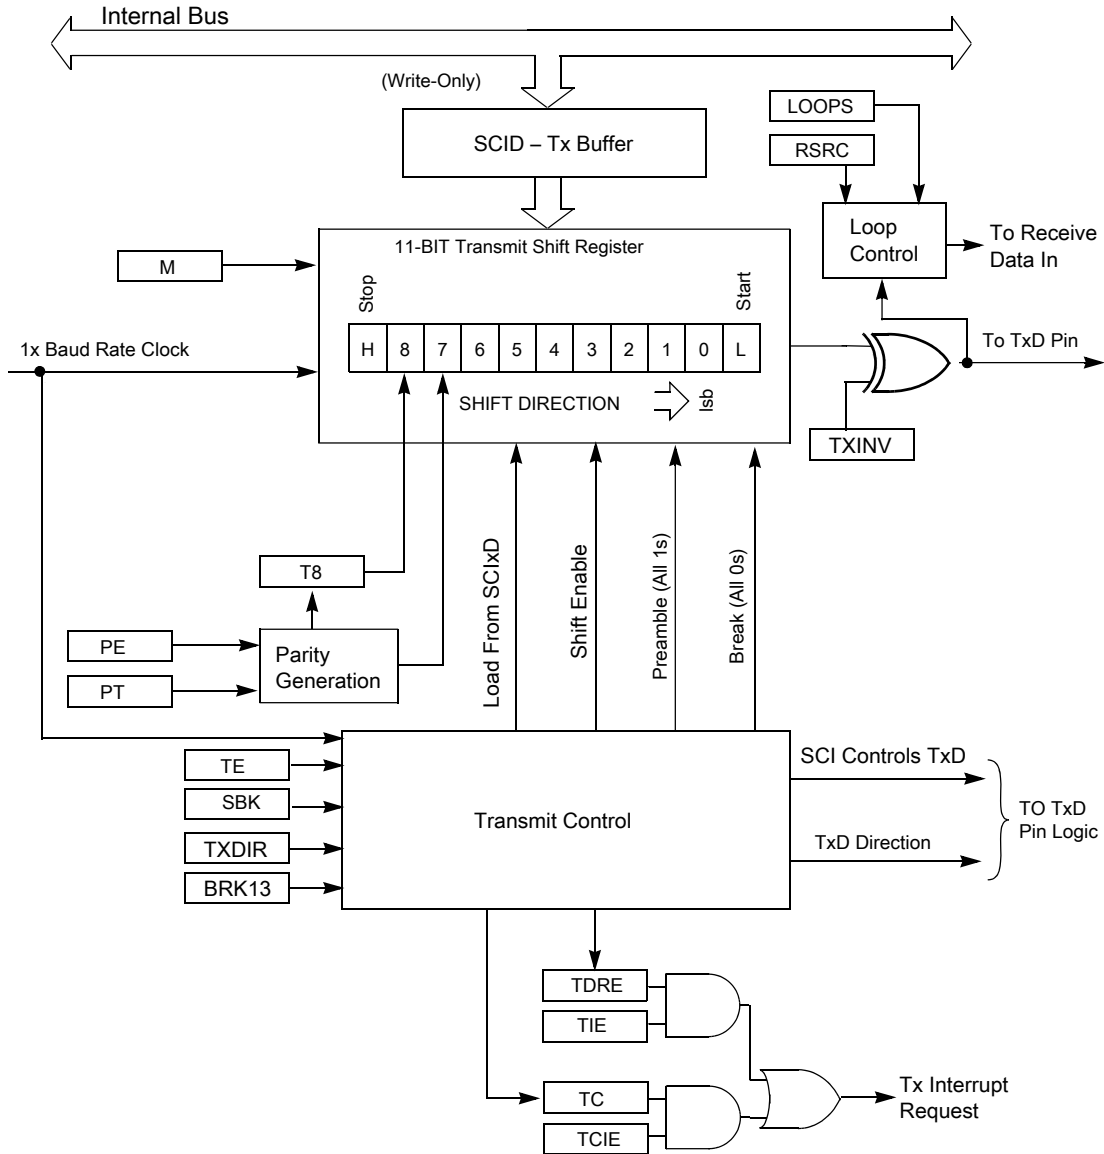 Internal Bus
(Write-Only)
LOOPS
SCID – Tx Buffer
RSRC
Loop
Control
To Receive
Data In
11-BIT Transmit Shift Register
M
Stop
Start
H 8 7 6 5 4 3 2 1 0 L
1x Baud Rate Clock
To TxD Pin
SHIFT DIRECTION
lsb
TXINV
T8
Load From SCIxD
Shift Enable
Preamble (All 1s)
Break (All 0s)
PE
PT
Parity
Generation
TE
SBK
TXDIR
BRK13
Transmit Control
SCI Controls TxD
TxD Direction
TO TxD
Pin Logic
TDRE
TIE
TC
TCIE
Tx Interrupt
Request